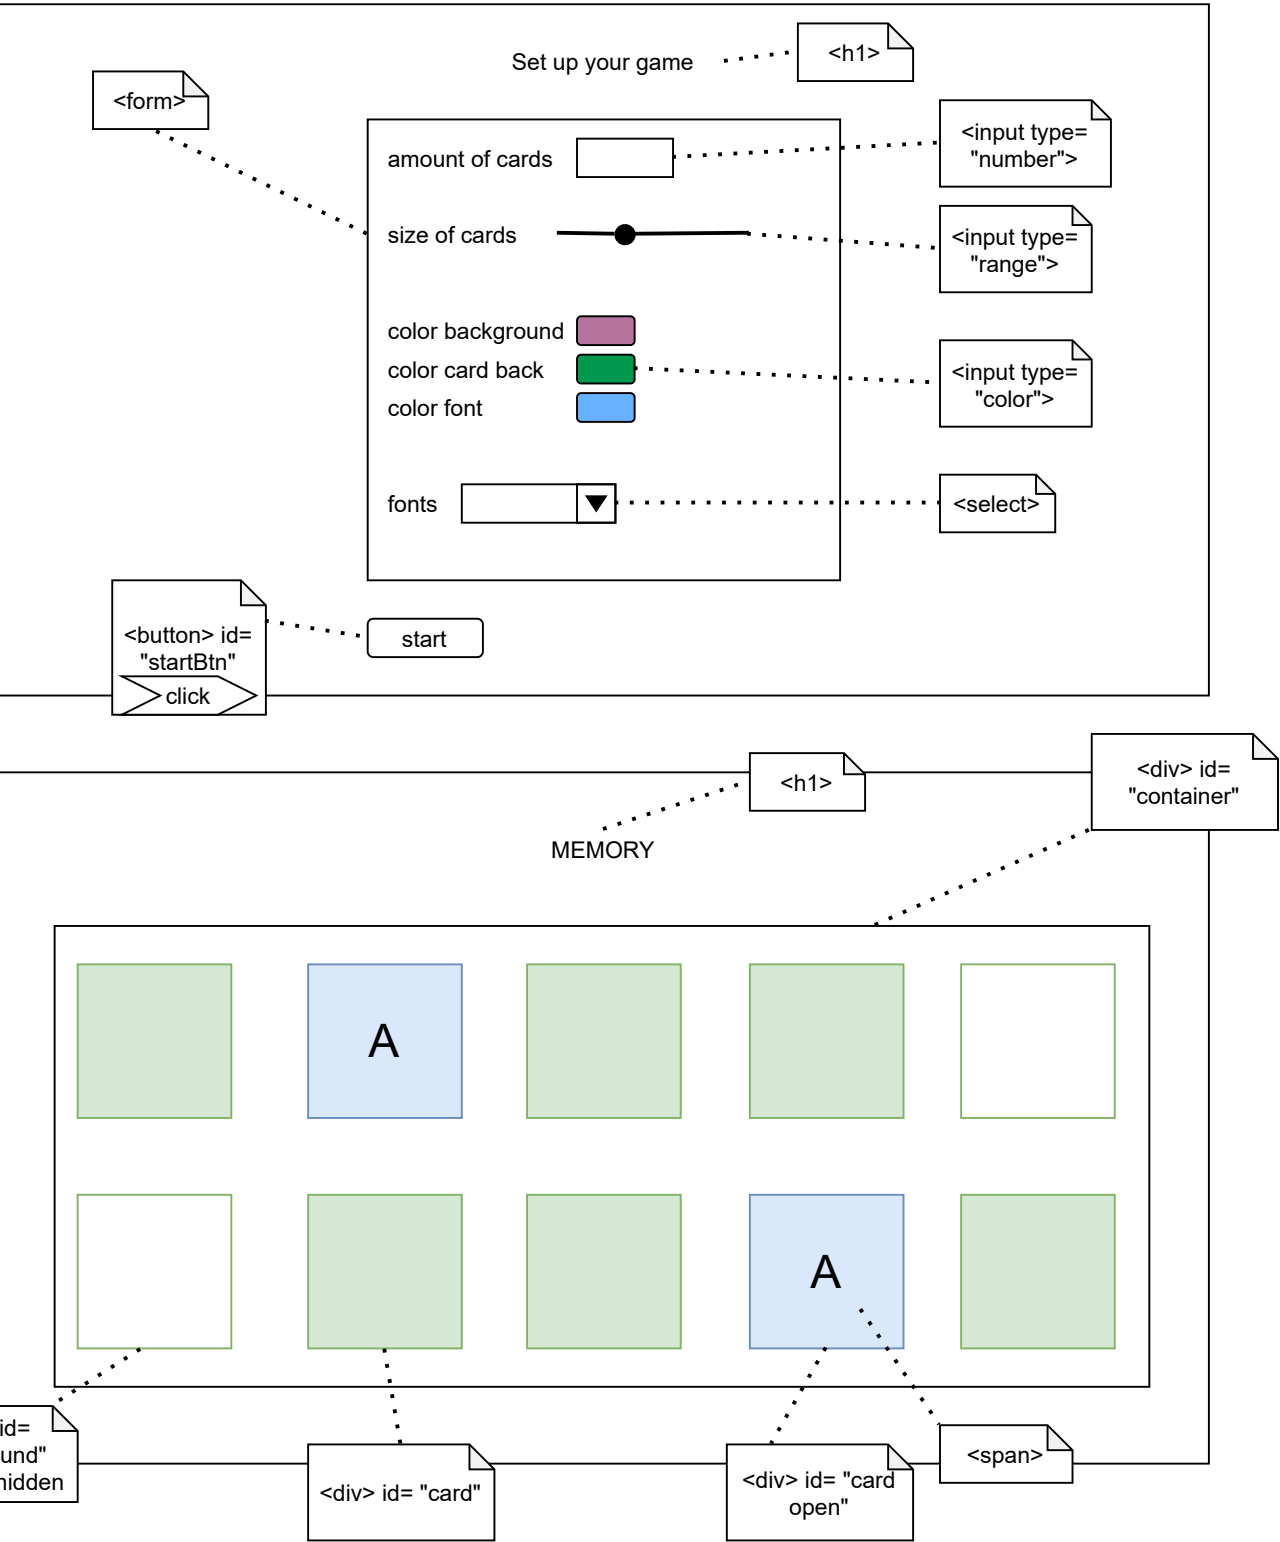 Set up your game
<h1>
<form>
<input type=
"number">
amount of cards
<input type=
"range">
size of cards
color background
color card back
<input type=
"color">
color font
fonts
<select>
<button> id=
"startBtn"
click
start
<h1>
<div> id=
"container"
MEMORY
A
A
id=
und"
hidden
<div> id= "card"
<div> id= "card
open"
<span>